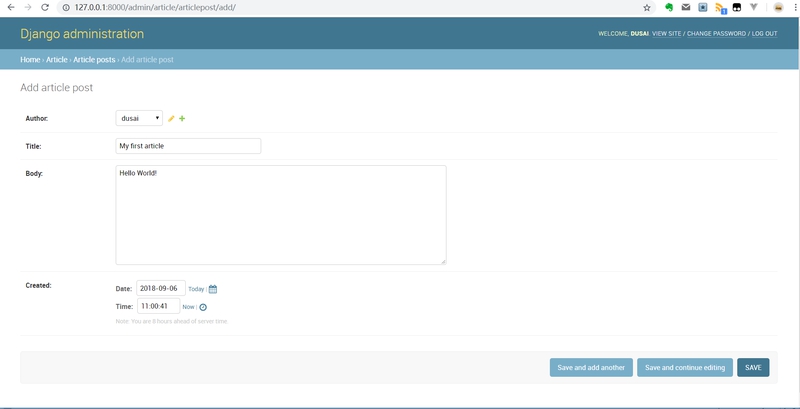 127.0.0.1:8000/admin/article/articlepost/add/
Django administration
WELCOME, DUSAI VIEW SITE / CHANGE PASSWORD / LOG OUT
Home › Article › Article posts › Add article post
Add article post
Author: dusai
Title: My first article
Body: Hello World!
Created:
Date: 2018-09-06 Today |
Time: 11:00:41 Now |
Note: You are 8 hours ahead of server time.
Save and add another Save and continue editing SAVE